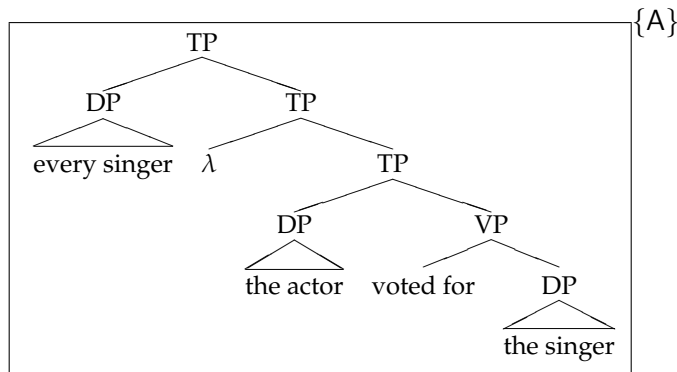 {A}
TP
DP TP
every singer λ TP
DP VP
the actor voted for DP
the singer